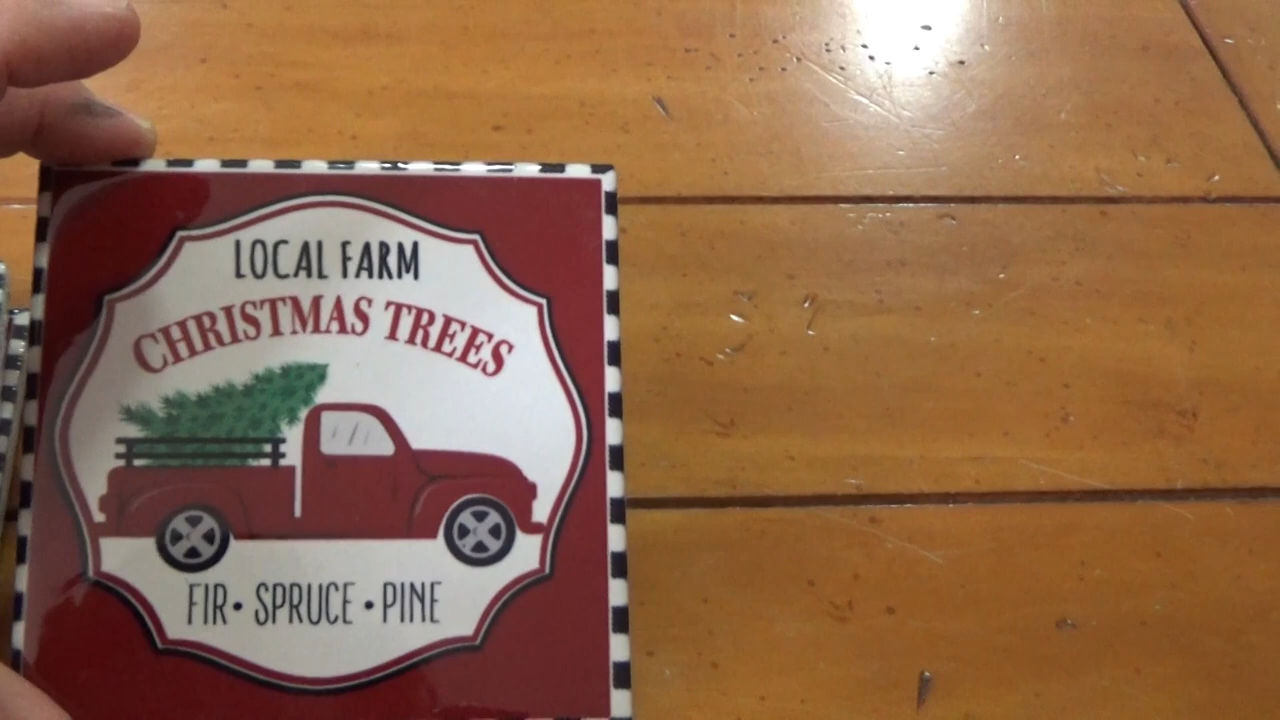 LOCAL FARM
CHRISTMAS TREES
FIR • SPRUCE • PINE